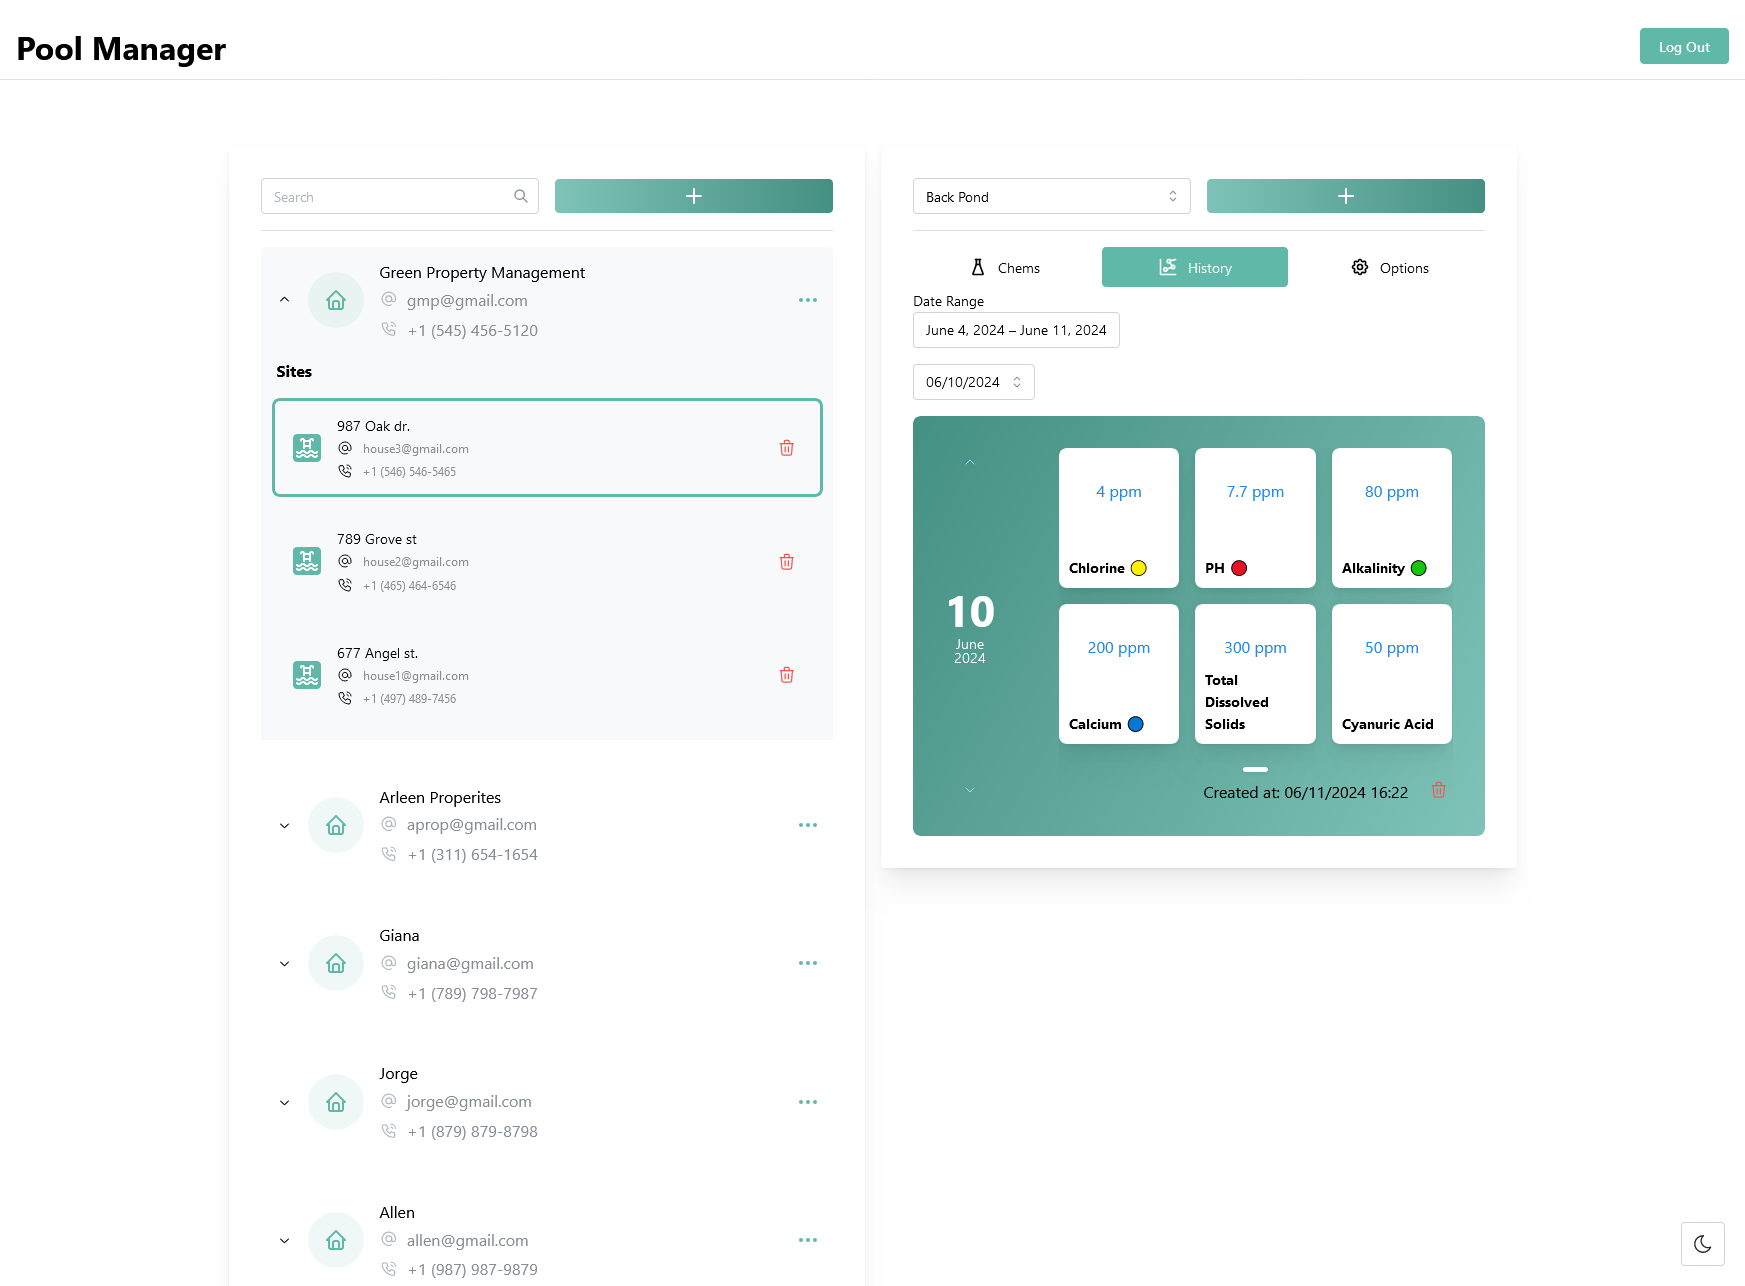 Pool Manager
Log Out
Search
Green Property Management
gmp@gmail.com
+1 (545) 456-5120
Sites
987 Oak dr.
house3@gmail.com
+1 (546) 546-5465
789 Grove st
house2@gmail.com
+1 (465) 464-6546
677 Angel st.
house1@gmail.com
+1 (497) 489-7456
Arleen Properites
aprop@gmail.com
+1 (311) 654-1654
Giana
giana@gmail.com
+1 (789) 798-7987
Jorge
jorge@gmail.com
+1 (879) 879-8798
Allen
allen@gmail.com
+1 (987) 987-9879
Back Pond
Chems
History
Options
Date Range
June 4, 2024 – June 11, 2024
06/10/2024
10
June
2024
4 ppm
Chlorine
7.7 ppm
PH
80 ppm
Alkalinity
200 ppm
Calcium
300 ppm
Total
Dissolved
Solids
50 ppm
Cyanuric Acid
Created at: 06/11/2024 16:22